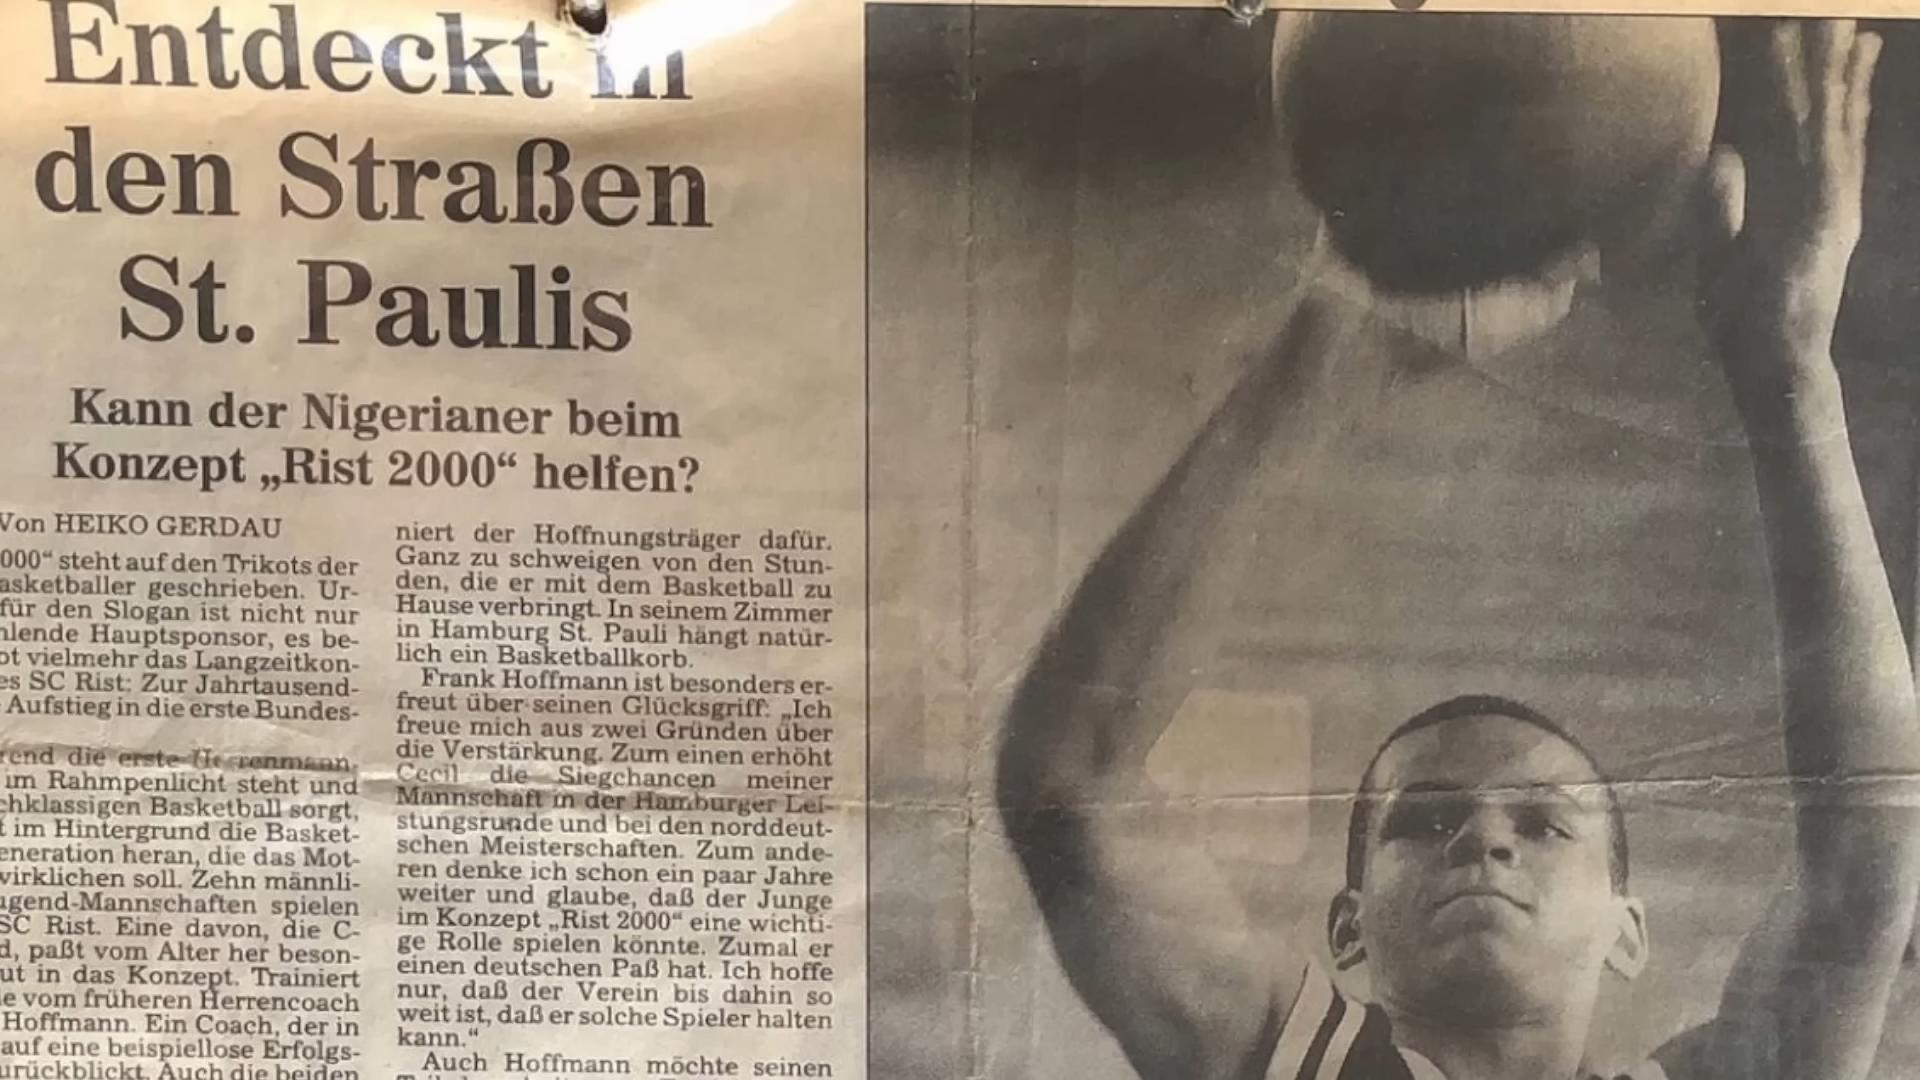 Entdeckt in
den Straßen
St. Paulis
Kann der Nigerianer beim
Konzept „Rist 2000“ helfen?
Von HEIKO GERDAU
000“ steht auf den Trikots der
asketballer geschrieben. Ur-
für den Slogan ist nicht nur
hlende Hauptsponsor, es be-
ot vielmehr das Langzeitkon-
es SC Rist: Zur Jahrtausend-
Aufstieg in die erste Bundes-
rend die erste Herrenmann-
im Rahmpenlicht steht und
chklassigen Basketball sorgt,
t im Hintergrund die Basket-
eneration heran, die das Mot-
wirklichen soll. Zehn männli-
ugend-Mannschaften spielen
SC Rist. Eine davon, die C-
d, paßt vom Alter her beson-
ut in das Konzept. Trainiert
e vom früheren Herrencoach
Hoffmann. Ein Coach, der in
auf eine beispiellose Erfolgs-
urückblickt. Auch die beiden
niert der Hoffnungsträger dafür.
Ganz zu schweigen von den Stun-
den, die er mit dem Basketball zu
Hause verbringt. In seinem Zimmer
in Hamburg St. Pauli hängt natür-
lich ein Basketballkorb.
Frank Hoffmann ist besonders er-
freut über seinen Glücksgriff: „Ich
freue mich aus zwei Gründen über
die Verstärkung. Zum einen erhöht
Cecil die Siegchancen meiner
Mannschaft in der Hamburger Lei-
stungsrunde und bei den norddeut-
schen Meisterschaften. Zum ande-
ren denke ich schon ein paar Jahre
weiter und glaube, daß der Junge
im Konzept „Rist 2000“ eine wichti-
ge Rolle spielen könnte. Zumal er
einen deutschen Paß hat. Ich hoffe
nur, daß der Verein bis dahin so
weit ist, daß er solche Spieler halten
kann.“
Auch Hoffmann möchte seinen